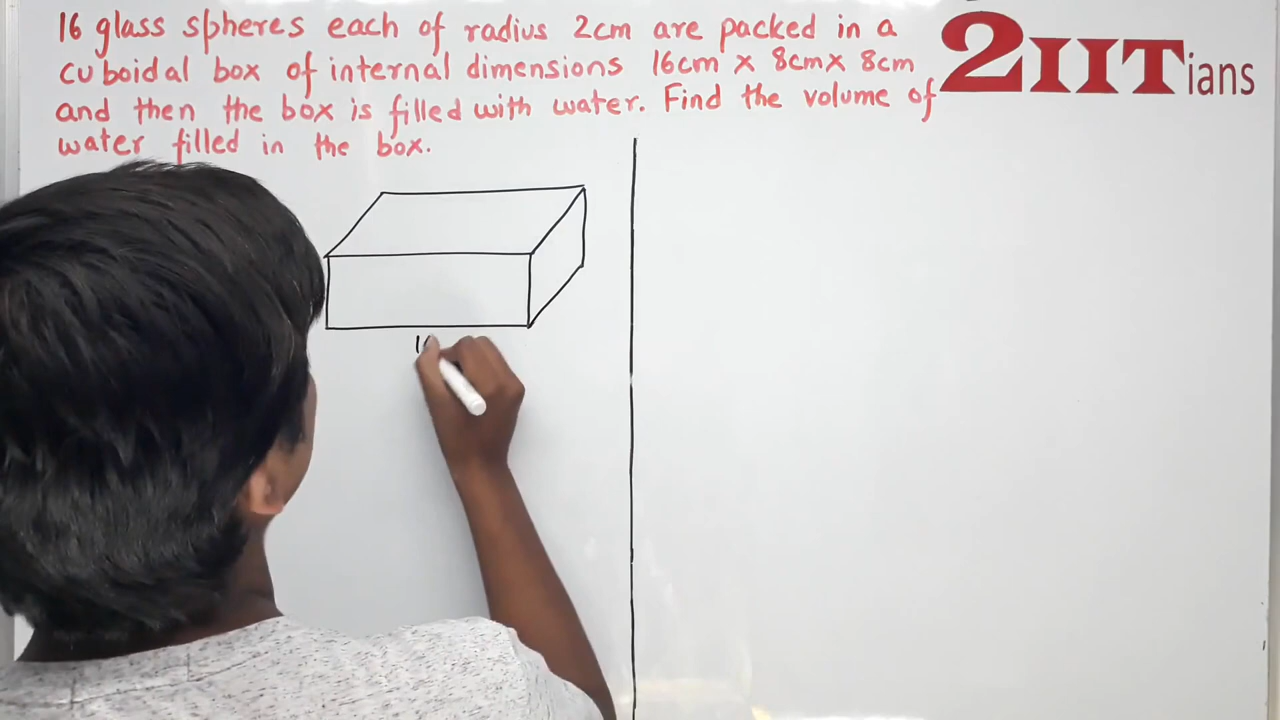 16 glass spheres each of radius 2cm are packed in a
cuboidal box of internal dimensions 16cm x 8cm x 8cm
and then the box is filled with water. Find the volume of
water filled in the box.
2IITians